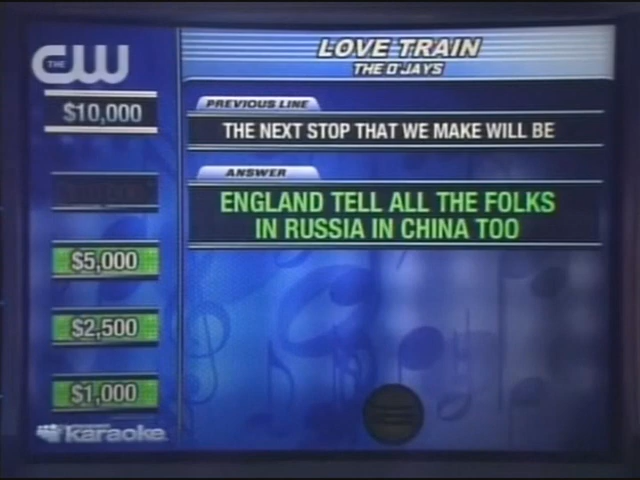 LOVE TRAIN
THE O'JAYS
THE CW
$10,000
PREVIOUS LINE
THE NEXT STOP THAT WE MAKE WILL BE
ANSWER
ENGLAND TELL ALL THE FOLKS
IN RUSSIA IN CHINA TOO
$5,000
$2,500
$1,000
karaoke